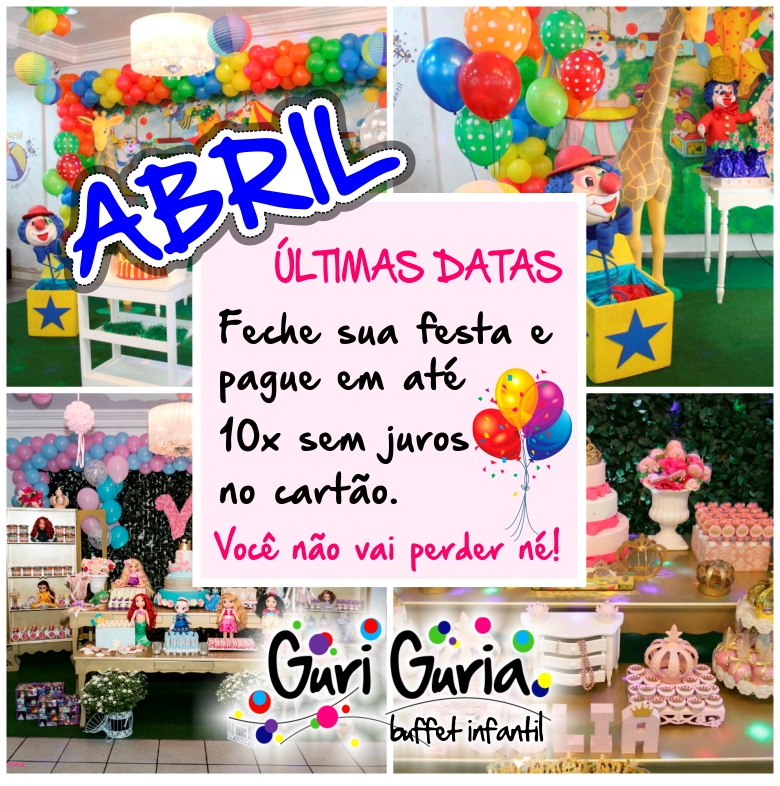 ABRIL
ÚLTIMAS DATAS
Feche sua festa e
pague em até
10x sem juros
no cartão.
Você não vai perder né!
Guri Guria
buffet infantil
LIA